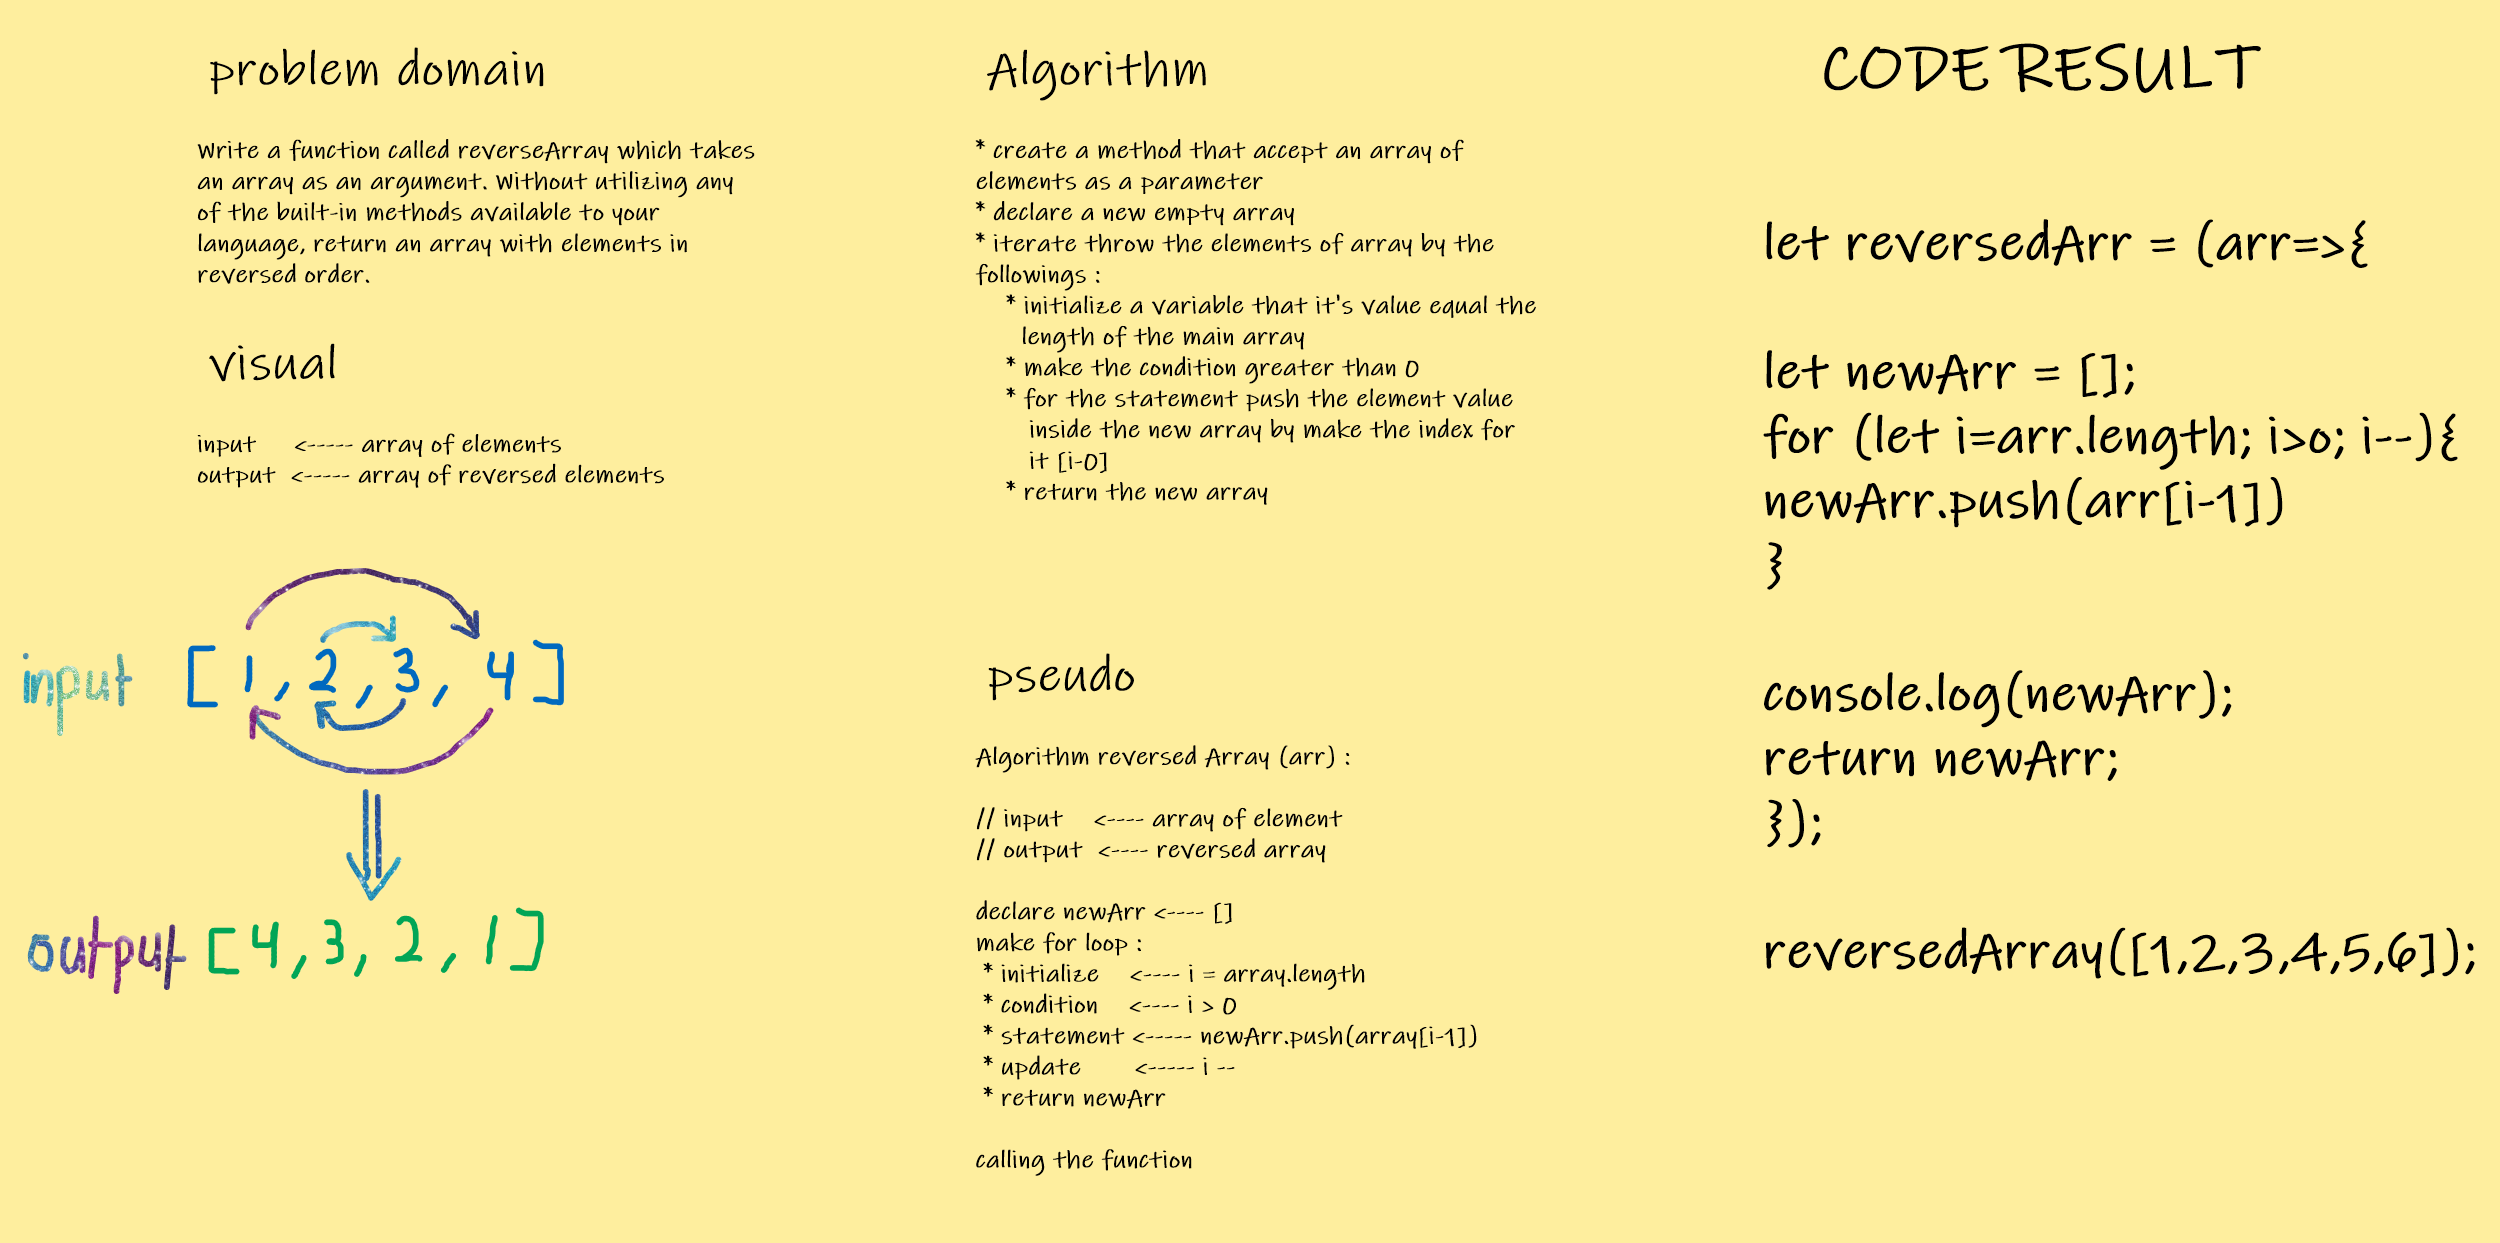 problem domain
Write a function called reverseArray which takes
an array as an argument. Without utilizing any
of the built-in methods available to your
language, return an array with elements in
reversed order.
visual
input <----- array of elements
output <----- array of reversed elements
input [ 1 , 2 , 3 , 4 ]
output [ 4 , 3 , 2 , 1 ]
Algorithm
* create a method that accept an array of
elements as a parameter
* declare a new empty array
* iterate throw the elements of array by the
followings :
* initialize a variable that it's value equal the
length of the main array
* make the condition greater than 0
* for the statement push the element value
inside the new array by make the index for
it [i-0]
* return the new array
pseudo
Algorithm reversed Array (arr) :
// input <---- array of element
// output <---- reversed array
declare newArr <---- []
make for loop :
* initialize <---- i = array.length
* condition <---- i > 0
* statement <----- newArr.push(array[i-1])
* update <----- i --
* return newArr
calling the function
CODE RESULT
let reversedArr = (arr=>{
let newArr = [];
for (let i=arr.length; i>o; i--){
newArr.push(arr[i-1])
}
console.log(newArr);
return newArr;
});
reversedArray([1,2,3,4,5,6]);